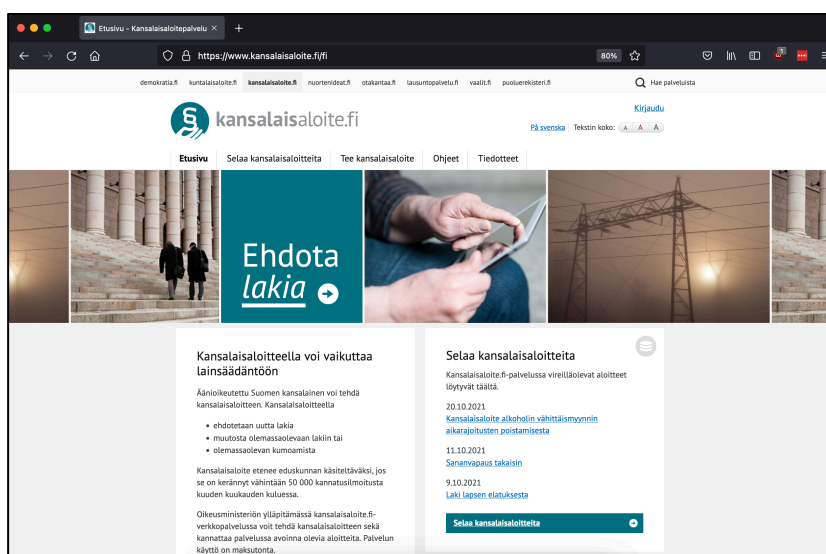 Etusivu - Kansalaisaloitepalvelu
https://www.kansalaisaloite.fi/fi
80%
demokratia.fi kuntalaisaloite.fi kansalaisaloite.fi nuortenideat.fi otakantaa.fi lausuntopalvelu.fi vaalit.fi puoluerekisteri.fi Hae palveluista
Kirjaudu
§ kansalaisaloite.fi
På svenska Tekstin koko: A A A
Etusivu Selaa kansalaisaloitteita Tee kansalaisaloite Ohjeet Tiedotteet
Ehdota
lakia
Kansalaisaloitteella voi vaikuttaa
lainsäädäntöön
Äänioikeutettu Suomen kansalainen voi tehdä
kansalaisaloitteen. Kansalaisaloitteella
• ehdotetaan uutta lakia
• muutosta olemassaolevaan lakiin tai
• olemassaolevan kumoamista
Kansalaisaloite etenee eduskunnan käsiteltäväksi, jos
se on kerännyt vähintään 50 000 kannatusilmoitusta
kuuden kuukauden kuluessa.
Oikeusministeriön ylläpitämässä kansalaisaloite.fi-
verkkopalvelussa voit tehdä kansalaisaloitteen sekä
kannattaa palvelussa avoinna olevia aloitteita. Palvelun
käyttö on maksutonta.
Selaa kansalaisaloitteita
Kansalaisaloite.fi-palvelussa vireilläolevat aloitteet
löytyvät täältä.
20.10.2021
Kansalaisaloite alkoholin vähittäismyynnin
aikarajoitusten poistamisesta
11.10.2021
Sananvapaus takaisin
9.10.2021
Laki lapsen elatuksesta
Selaa kansalaisaloitteita